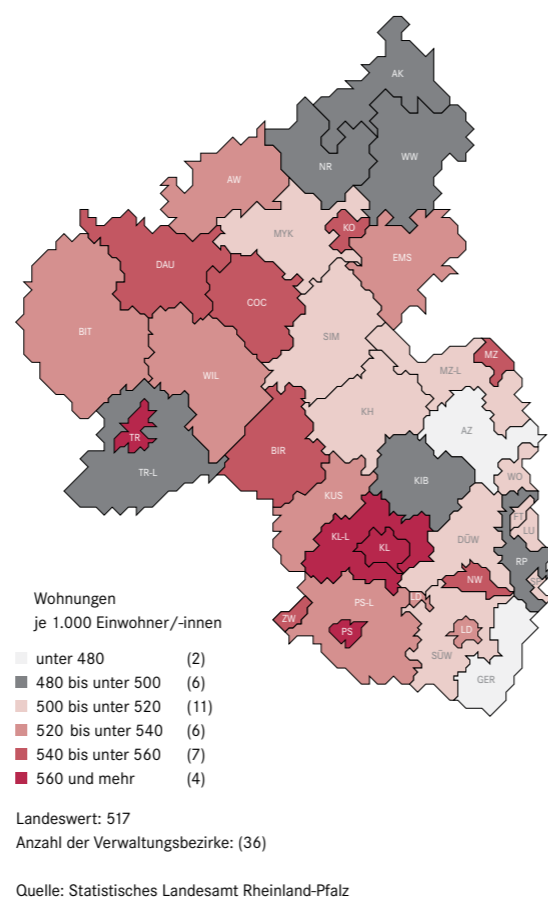 AK
NR
WW
AW
MYK
KO
EMS
DAU
COC
BIT
SIM
WIL
MZ
MZ-L
KH
AZ
TR
TR-L
BIR
KIB
WO
KUS
FT
LU
KL-L
KL
DÜW
RP
NW
SP
LD
PS-L
ZW
PS
LD
SÜW
GER
Wohnungen
je 1.000 Einwohner/-innen
unter 480 (2)
480 bis unter 500 (6)
500 bis unter 520 (11)
520 bis unter 540 (6)
540 bis unter 560 (7)
560 und mehr (4)
Landeswert: 517
Anzahl der Verwaltungsbezirke: (36)
Quelle: Statistisches Landesamt Rheinland-Pfalz